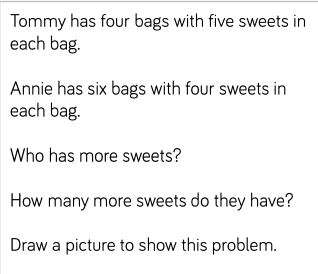 Tommy has four bags with five sweets in
each bag.
Annie has six bags with four sweets in
each bag.
Who has more sweets?
How many more sweets do they have?
Draw a picture to show this problem.